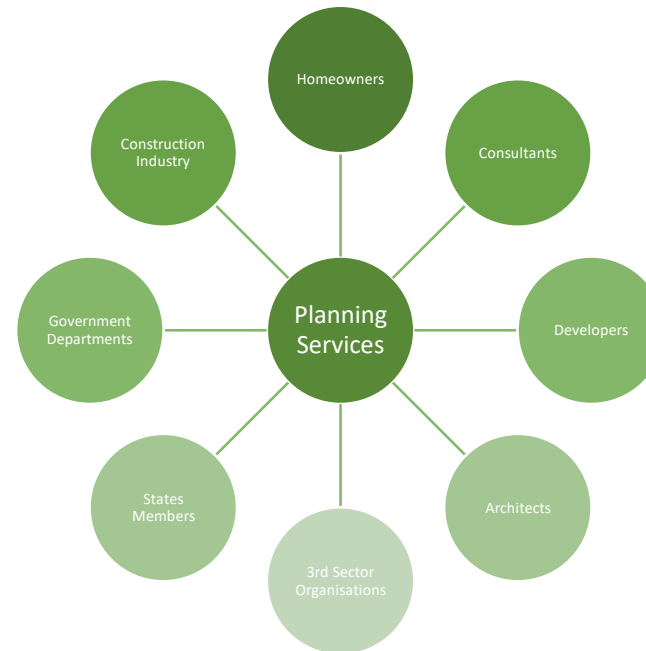 Homeowners
Construction
Industry
Consultants
Government
Departments
Planning
Services
Developers
States
Members
Architects
3rd Sector
Organisations